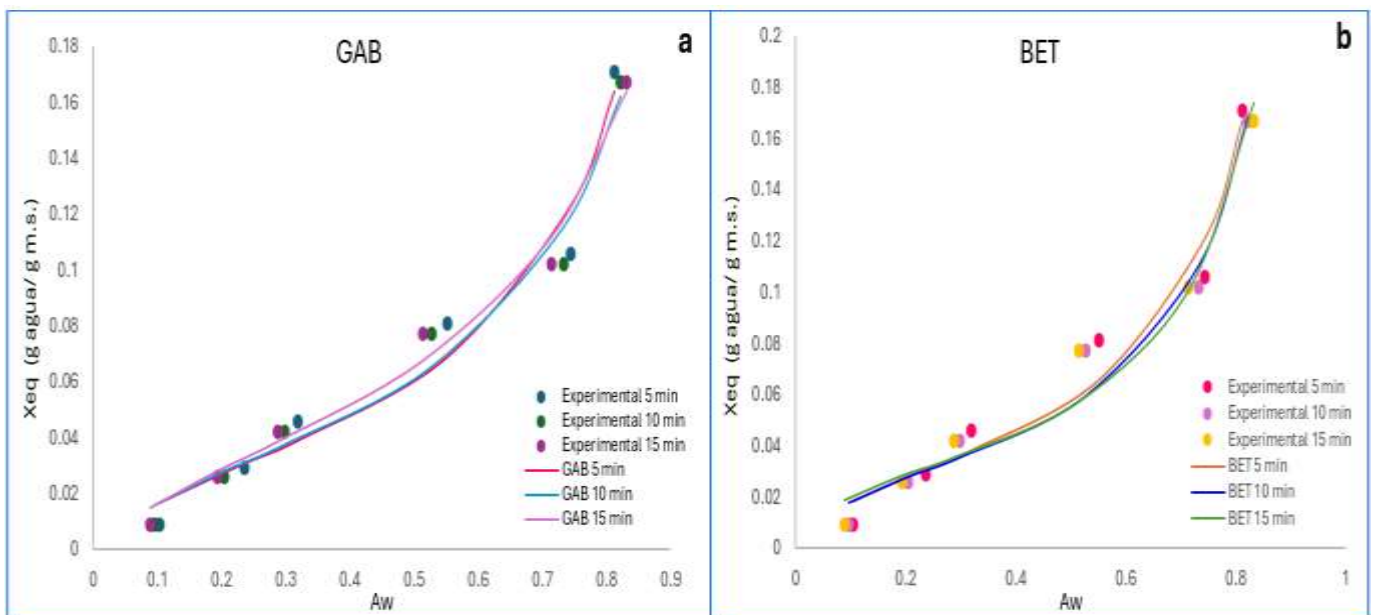 GAB
a
0.18
0.16
0.14
0.12
0.1
0.08
0.06
0.04
0.02
0
Xeq (g agua/ g m.s.)
Experimental 5 min
Experimental 10 min
Experimental 15 min
GAB 5 min
GAB 10 min
GAB 15 min
0 0.1 0.2 0.3 0.4 0.5 0.6 0.7 0.8 0.9
Aw
BET
b
0.2
0.18
0.16
0.14
0.12
0.1
0.08
0.06
0.04
0.02
0
Xeq (g agua/ g m.s.)
Experimental 5 min
Experimental 10 min
Experimental 15 min
BET 5 min
BET 10 min
BET 15 min
0 0.2 0.4 0.6 0.8 1
Aw